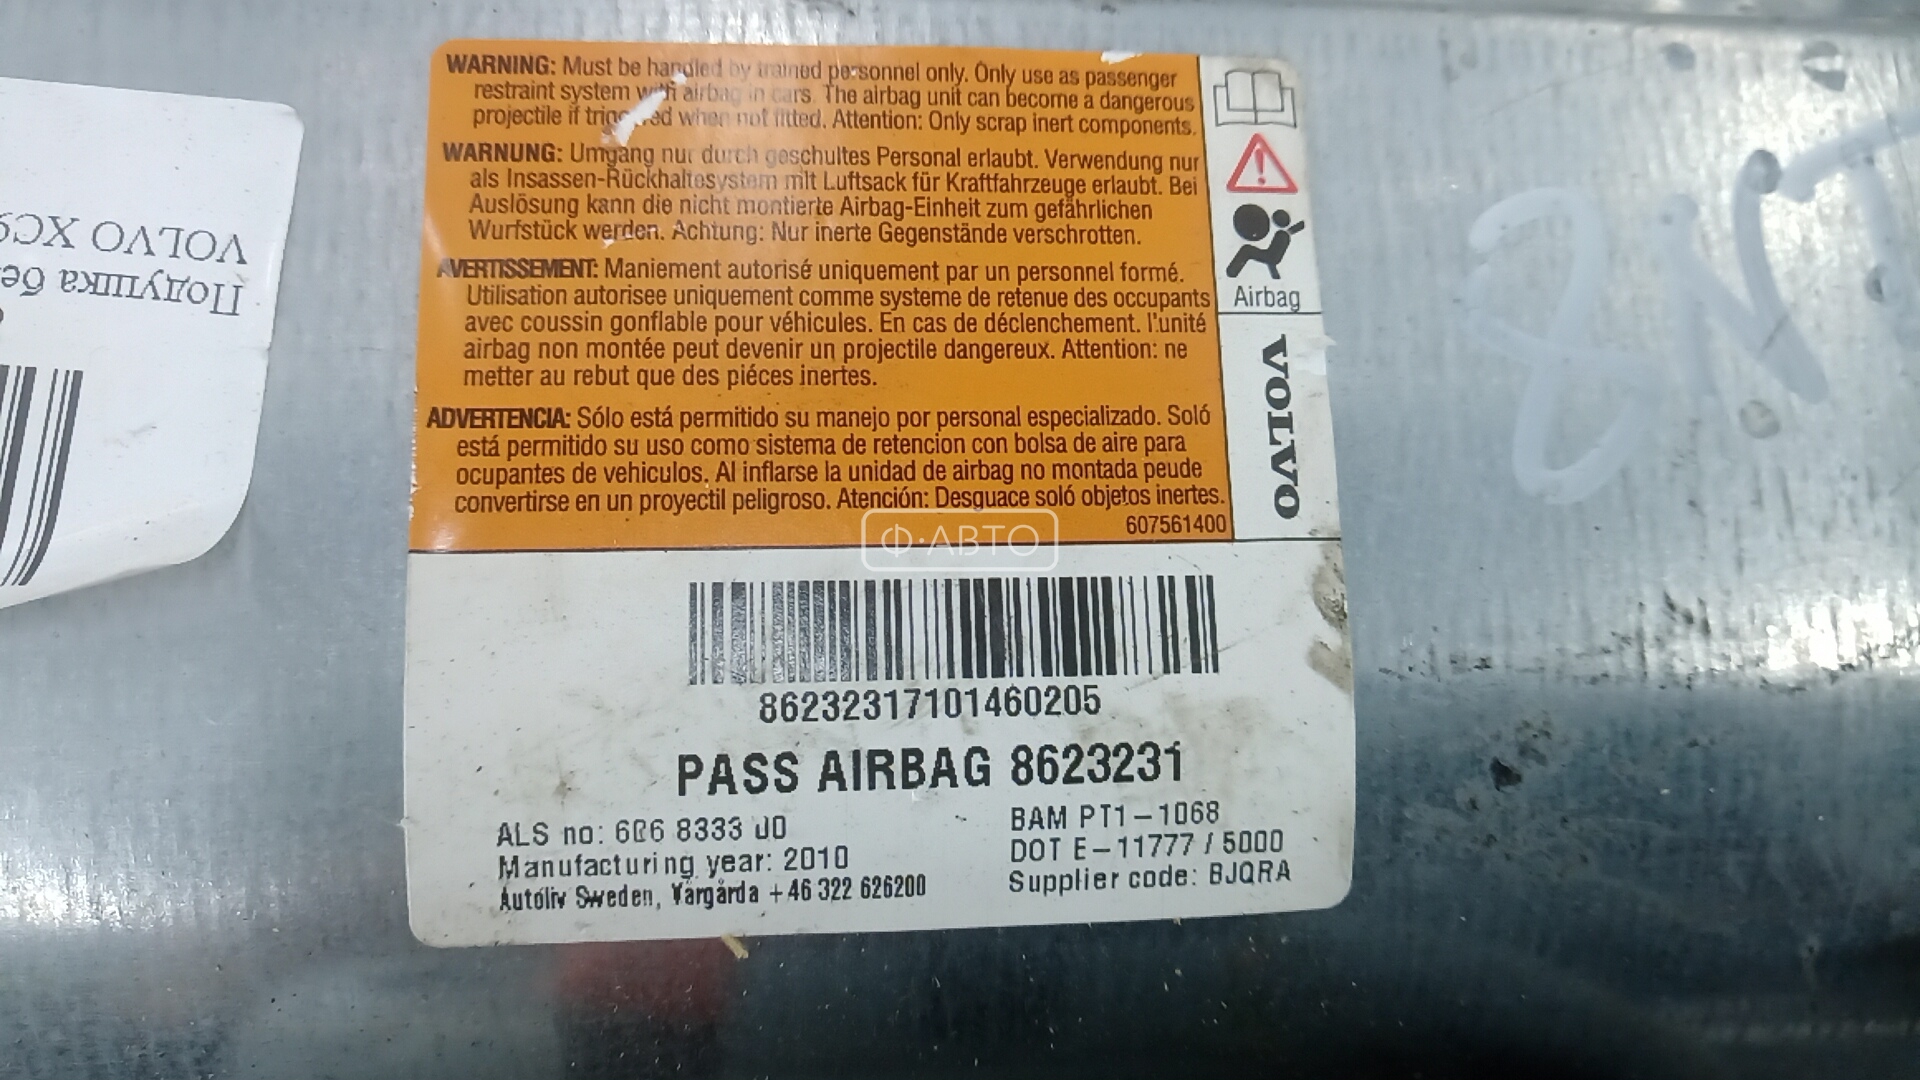 WARNING: Must be handled by trained personnel only. Only use as passenger
restraint system with airbag in cars. The airbag unit can become a dangerous
projectile if triggered when not fitted. Attention: Only scrap inert components.
WARNUNG: Umgang nur durch geschultes Personal erlaubt. Verwendung nur
als Insassen-Rückhaltesystem mit Luftsack für Kraftfahrzeuge erlaubt. Bei
Auslösung kann die nicht montierte Airbag-Einheit zum gefährlichen
Wurfstück werden. Achtung: Nur inerte Gegenstände verschrotten.
AVERTISSEMENT: Maniement autorisé uniquement par un personnel formé.
Utilisation autorisee uniquement comme systeme de retenue des occupants
avec coussin gonflable pour véhicules. En cas de déclenchement. l'unité
airbag non montée peut devenir un projectile dangereux. Attention: ne
metter au rebut que des piéces inertes.
ADVERTENCIA: Sólo está permitido su manejo por personal especializado. Soló
está permitido su uso como sistema de retencion con bolsa de aire para
ocupantes de vehiculos. Al inflarse la unidad de airbag no montada peude
convertirse en un proyectil peligroso. Atención: Desguace soló objetos inertes.
607561400
Airbag
VOLVO
Ф·АВТО
86232317101460205
PASS AIRBAG 8623231
ALS no: 606 8333 00
Manufacturing year: 2010
Autoliv Sweden, Vårgårda +46 322 626200
BAM PT1-1068
DOT E-11777 / 5000
Supplier code: BJQRA
Подушка
VOLVO